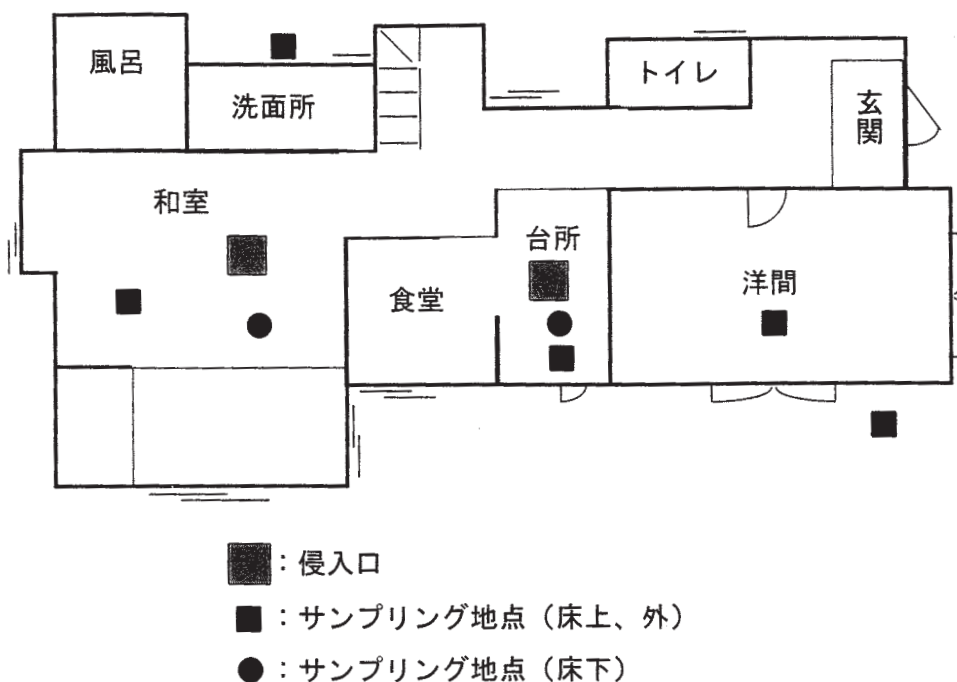 風呂
洗面所
トイレ
玄関
和室
台所
食堂
洋間
：侵入口
：サンプリング地点（床上、外）
：サンプリング地点（床下）